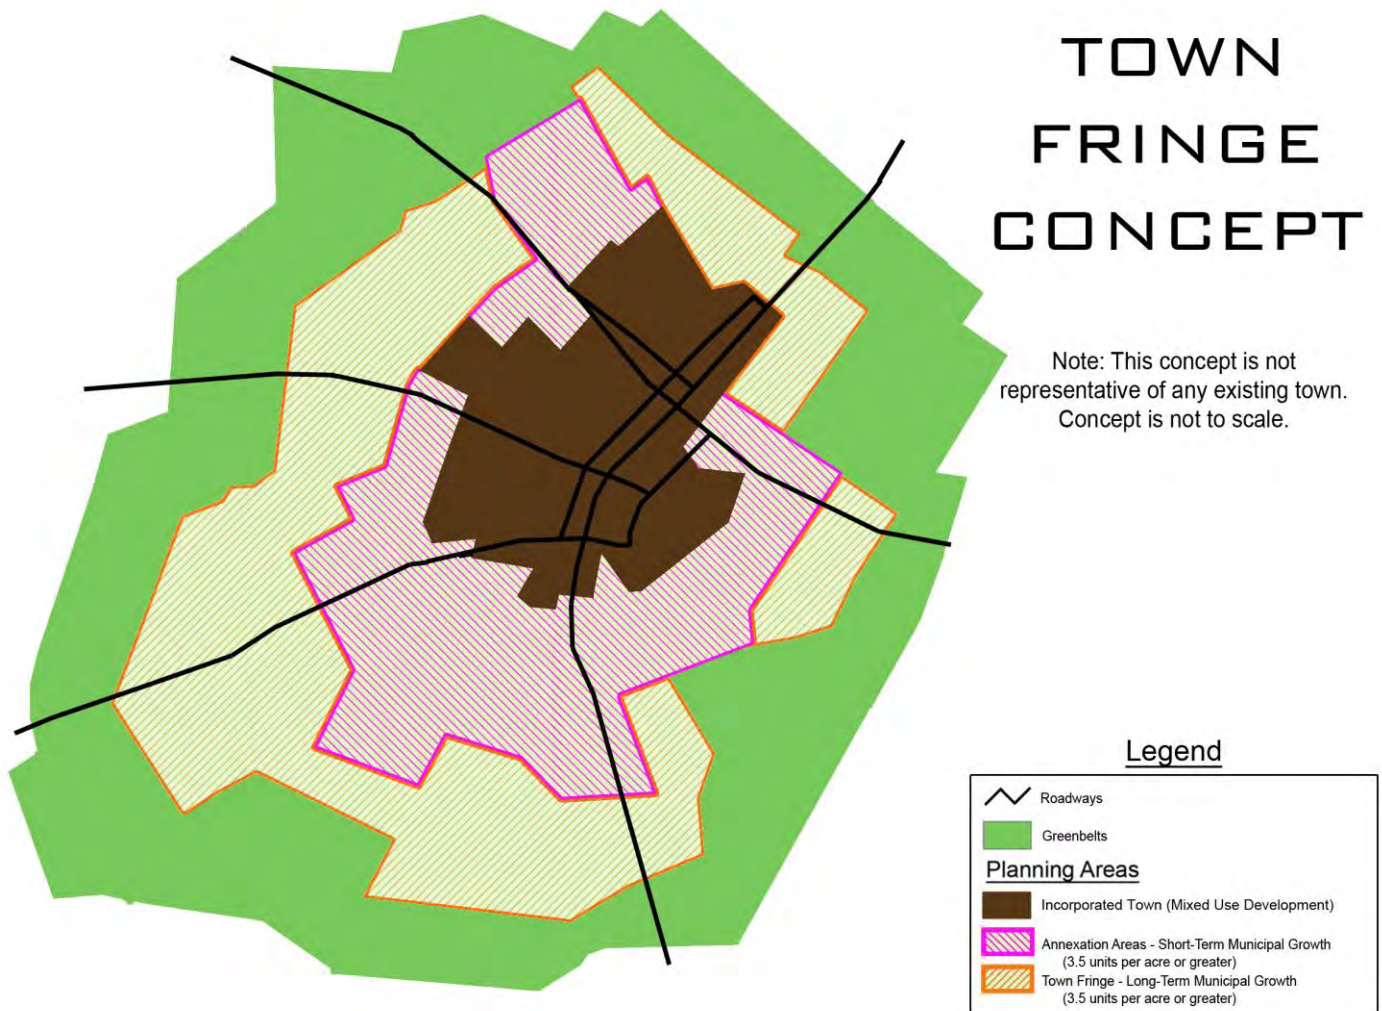 TOWN
FRINGE
CONCEPT
Note: This concept is not
representative of any existing town.
Concept is not to scale.
Legend
Roadways
Greenbelts
Planning Areas
Incorporated Town (Mixed Use Development)
Annexation Areas - Short-Term Municipal Growth
(3.5 units per acre or greater)
Town Fringe - Long-Term Municipal Growth
(3.5 units per acre or greater)